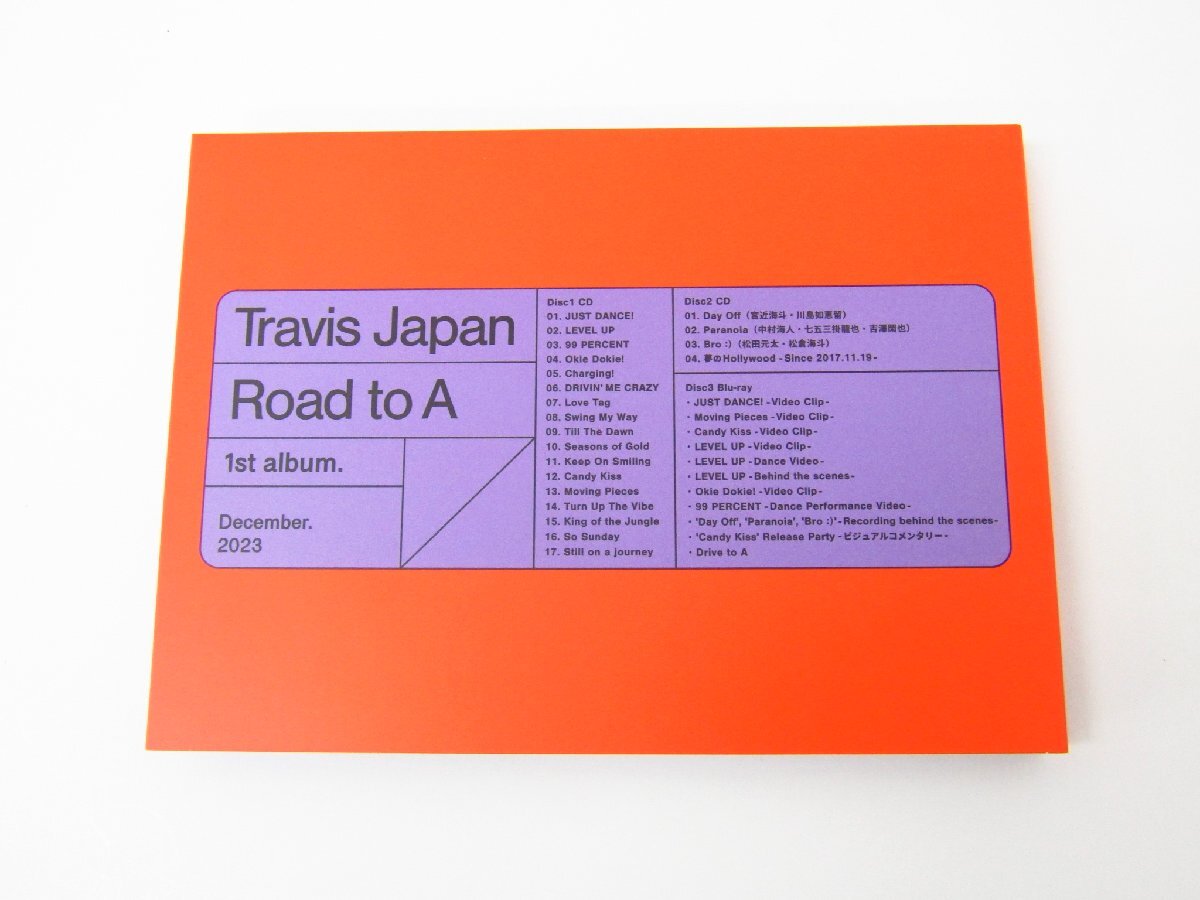 Travis Japan
Road to A
1st album.
December.
2023
Disc1 CD
01. JUST DANCE!
02. LEVEL UP
03. 99 PERCENT
04. Okie Dokie!
05. Charging!
06. DRIVIN' ME CRAZY
07. Love Tag
08. Swing My Way
09. Till The Dawn
10. Seasons of Gold
11. Keep On Smiling
12. Candy Kiss
13. Moving Pieces
14. Turn Up The Vibe
15. King of the Jungle
16. So Sunday
17. Still on a journey
Disc2 CD
01. Day Off（宮近海斗・川島如恵留）
02. Paranoia（中村海人・七五三掛龍也・吉澤閑也）
03. Bro :)（松田元太・松倉海斗）
04. 夢のHollywood -Since 2017.11.19-
Disc3 Blu-ray
・JUST DANCE! -Video Clip-
・Moving Pieces -Video Clip-
・Candy Kiss -Video Clip-
・LEVEL UP -Video Clip-
・LEVEL UP -Dance Video-
・LEVEL UP -Behind the scenes-
・Okie Dokie! -Video Clip-
・99 PERCENT -Dance Performance Video-
・'Day Off', 'Paranoia', 'Bro :)' -Recording behind the scenes-
・'Candy Kiss' Release Party -ビジュアルコメンタリー-
・Drive to A